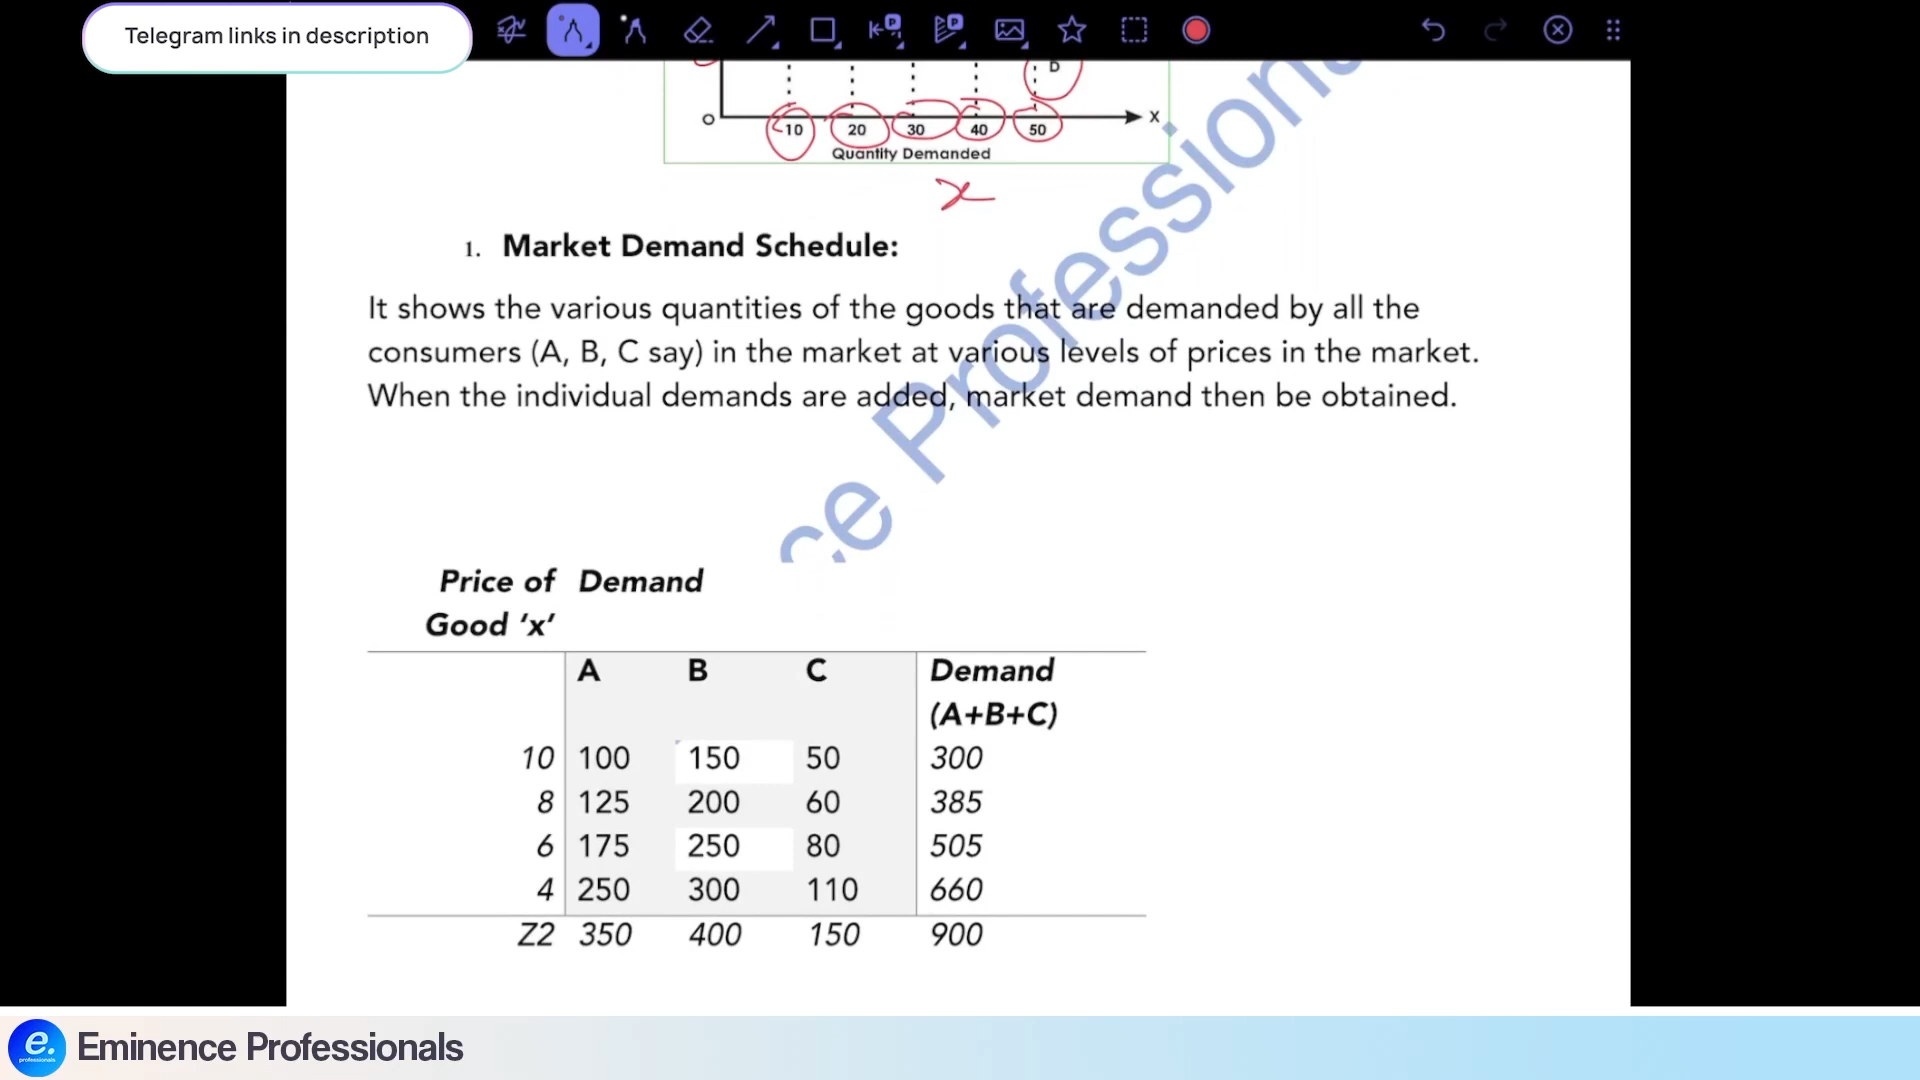 Telegram links in description
D
O
10 20 30 40 50
X
Quantity Demanded
x
1. Market Demand Schedule:
It shows the various quantities of the goods that are demanded by all the
consumers (A, B, C say) in the market at various levels of prices in the market.
When the individual demands are added, market demand then be obtained.
ce Professiona
Price of Demand
Good ‘x’
A B C Demand
(A+B+C)
10 100 150 50 300
8 125 200 60 385
6 175 250 80 505
4 250 300 110 660
Z2 350 400 150 900
e. professionals
Eminence Professionals